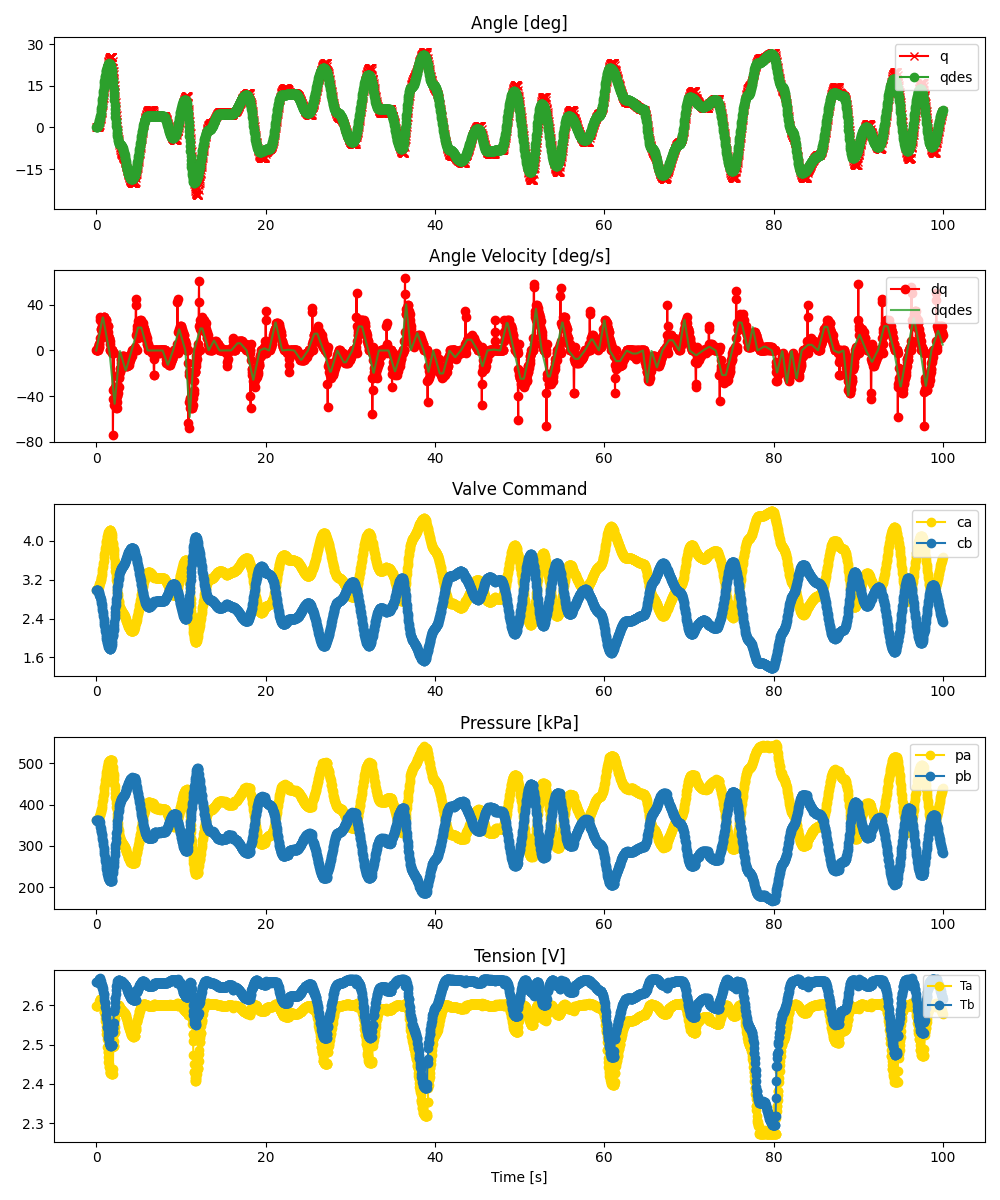 Angle [deg]
30
15
0
−15
q
qdes
0 20 40 60 80 100
Angle Velocity [deg/s]
40
0
−40
−80
dq
dqdes
0 20 40 60 80 100
Valve Command
4.0
3.2
2.4
1.6
ca
cb
0 20 40 60 80 100
Pressure [kPa]
500
400
300
200
pa
pb
0 20 40 60 80 100
Tension [V]
2.6
2.5
2.4
2.3
Ta
Tb
0 20 40 60 80 100
Time [s]